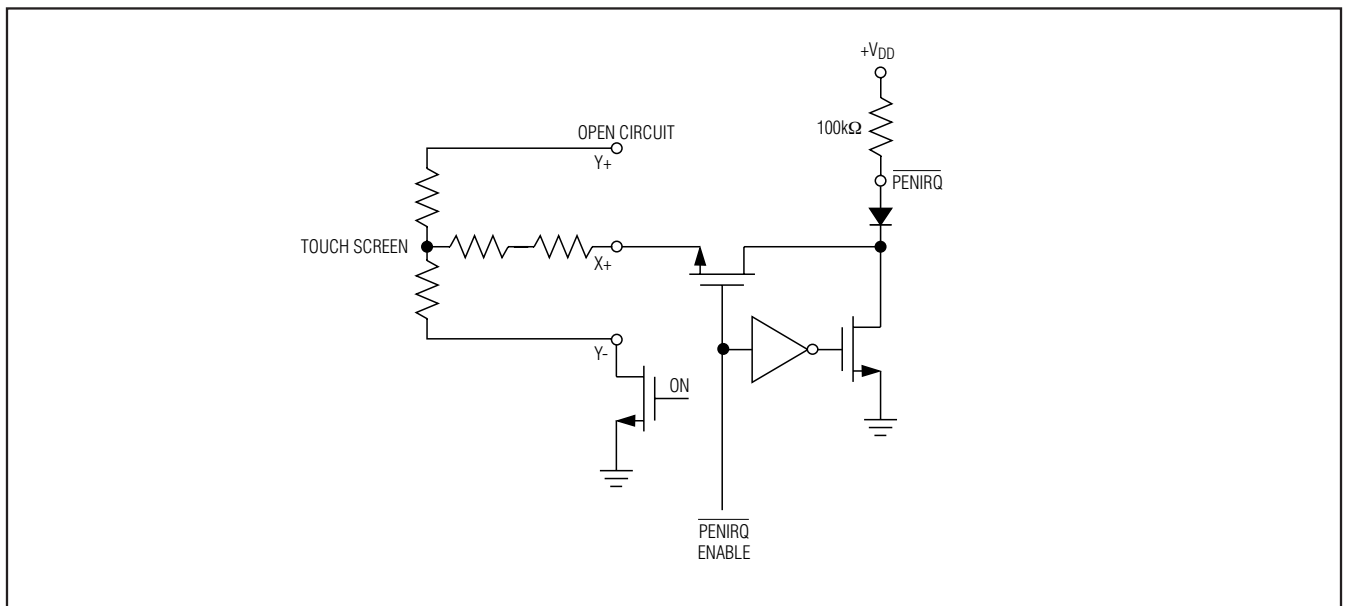 +VDD
100kΩ
OPEN CIRCUIT
Y+
PENIRQ
TOUCH SCREEN
X+
Y-
ON
PENIRQ
ENABLE